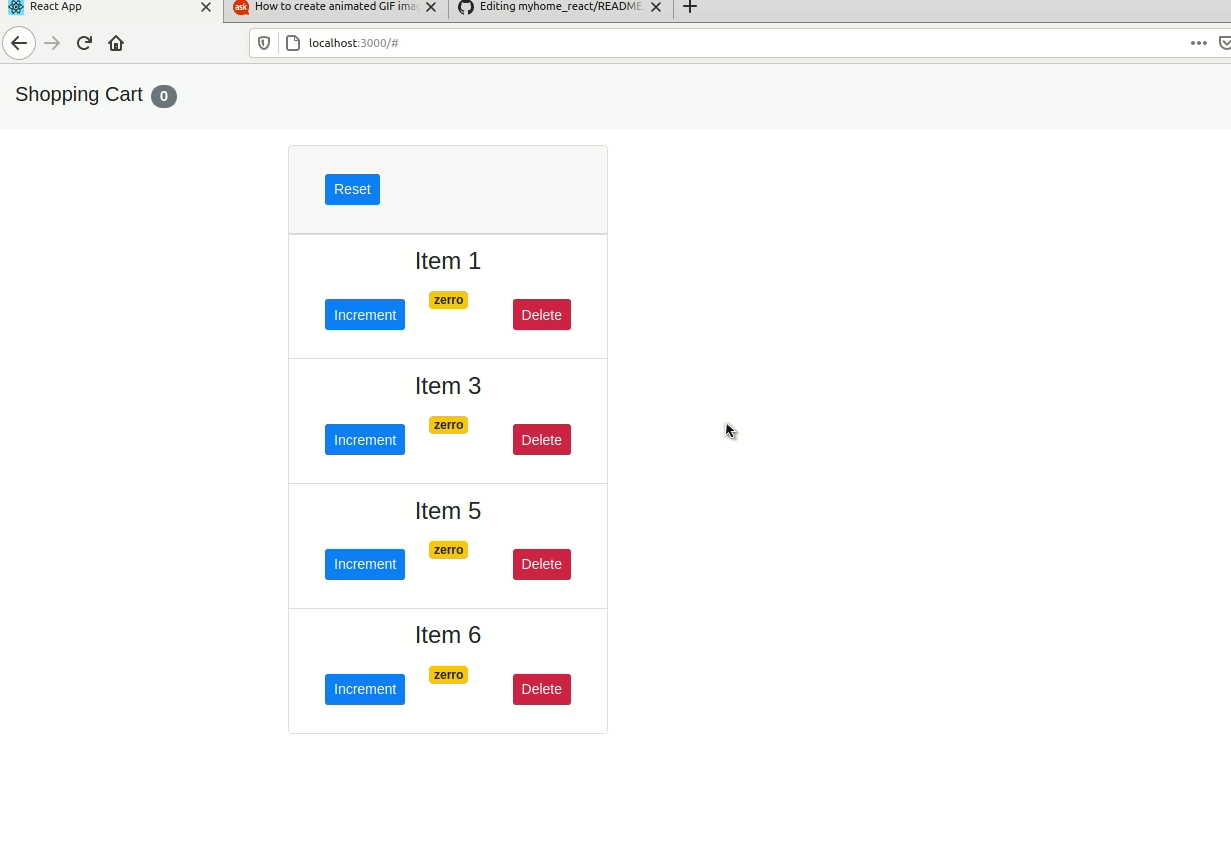 React App
How to create animated GIF ima
Editing myhome_react/README.
localhost:3000/#
Shopping Cart 0
Reset
Item 1
zerro
Increment Delete
Item 3
zerro
Increment Delete
Item 5
zerro
Increment Delete
Item 6
zerro
Increment Delete